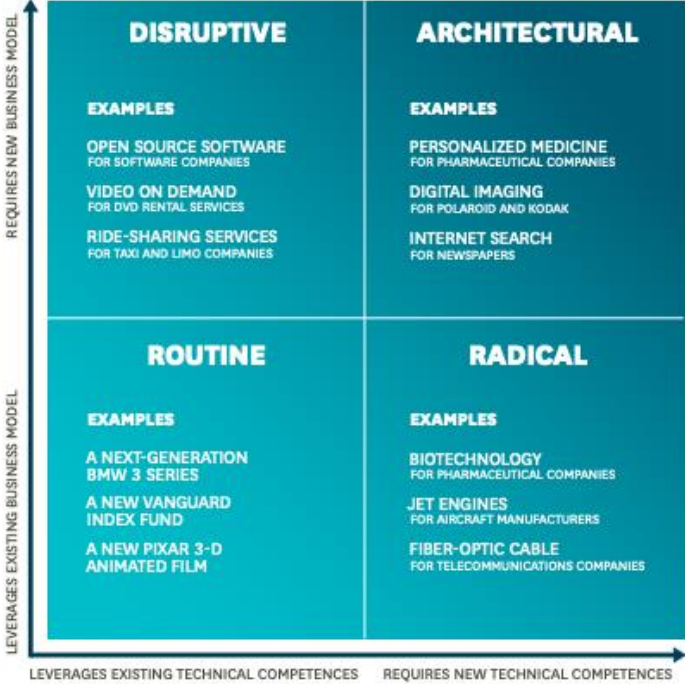 REQUIRES NEW BUSINESS MODEL
LEVERAGES EXISTING BUSINESS MODEL
DISRUPTIVE
EXAMPLES
OPEN SOURCE SOFTWARE
FOR SOFTWARE COMPANIES
VIDEO ON DEMAND
FOR DVD RENTAL SERVICES
RIDE-SHARING SERVICES
FOR TAXI AND LIMO COMPANIES
ARCHITECTURAL
EXAMPLES
PERSONALIZED MEDICINE
FOR PHARMACEUTICAL COMPANIES
DIGITAL IMAGING
FOR POLAROID AND KODAK
INTERNET SEARCH
FOR NEWSPAPERS
ROUTINE
EXAMPLES
A NEXT-GENERATION
BMW 3 SERIES
A NEW VANGUARD
INDEX FUND
A NEW PIXAR 3-D
ANIMATED FILM
RADICAL
EXAMPLES
BIOTECHNOLOGY
FOR PHARMACEUTICAL COMPANIES
JET ENGINES
FOR AIRCRAFT MANUFACTURERS
FIBER-OPTIC CABLE
FOR TELECOMMUNICATIONS COMPANIES
LEVERAGES EXISTING TECHNICAL COMPETENCES
REQUIRES NEW TECHNICAL COMPETENCES